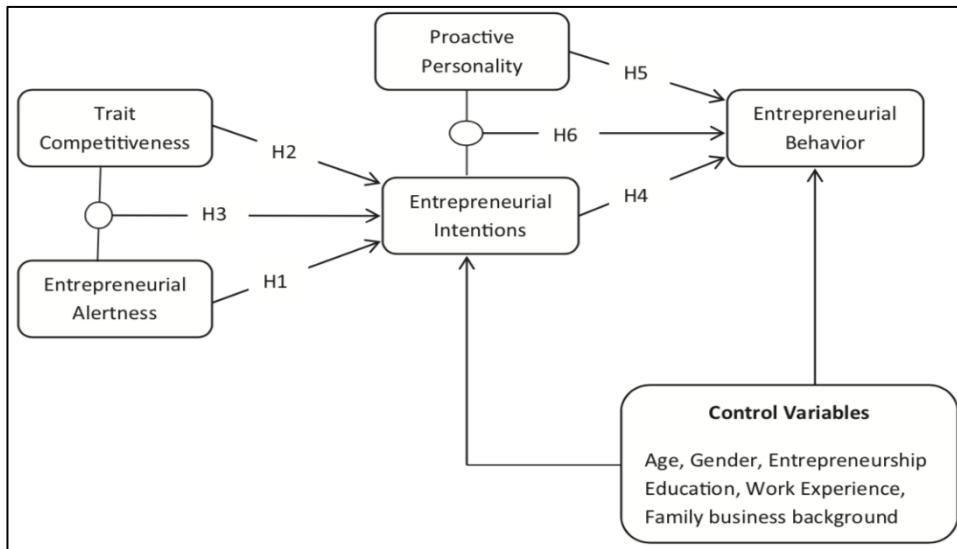 Proactive
Personality
H5
Trait
Competitiveness
Entrepreneurial
Behavior
H2
H6
Entrepreneurial
Intentions
H4
H3
Entrepreneurial
Alertness
H1
Control Variables
Age, Gender, Entrepreneurship
Education, Work Experience,
Family business background